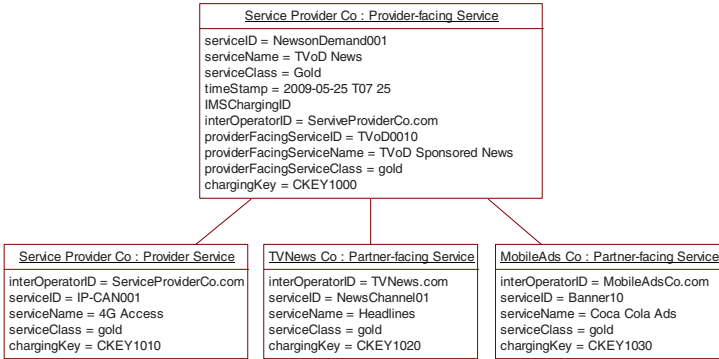 Service Provider Co : Provider-facing Service
serviceID = NewsonDemand001
serviceName = TVoD News
serviceClass = Gold
timeStamp = 2009-05-25 T07 25
IMSChargingID
interOperatorID = ServiveProviderCo.com
providerFacingServiceID = TVoD0010
providerFacingServiceName = TVoD Sponsored News
providerFacingServiceClass = gold
chargingKey = CKEY1000
Service Provider Co : Provider Service
interOperatorID = ServiceProviderCo.com
serviceID = IP-CAN001
serviceName = 4G Access
serviceClass = gold
chargingKey = CKEY1010
TVNews Co : Partner-facing Service
interOperatorID = TVNews.com
serviceID = NewsChannel01
serviceName = Headlines
serviceClass = gold
chargingKey = CKEY1020
MobileAds Co : Partner-facing Service
interOperatorID = MobileAdsCo.com
serviceID = Banner10
serviceName = Coca Cola Ads
serviceClass = gold
chargingKey = CKEY1030